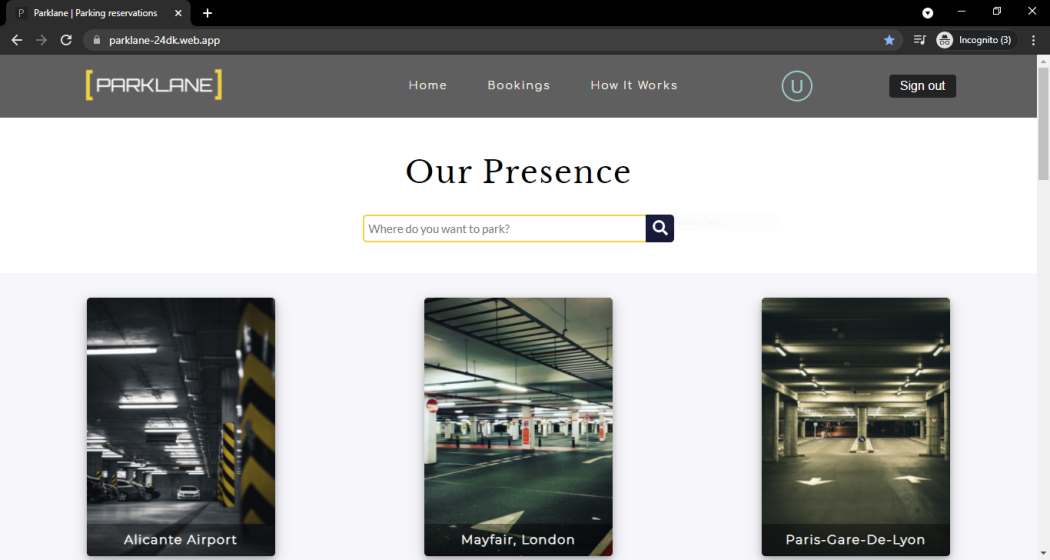 P Parklane | Parking reservations
parklane-24dk.web.app
Incognito (3)
[PARKLANE]
Home
Bookings
How It Works
U
Sign out
Our Presence
Where do you want to park?
Alicante Airport
Mayfair, London
Paris-Gare-De-Lyon